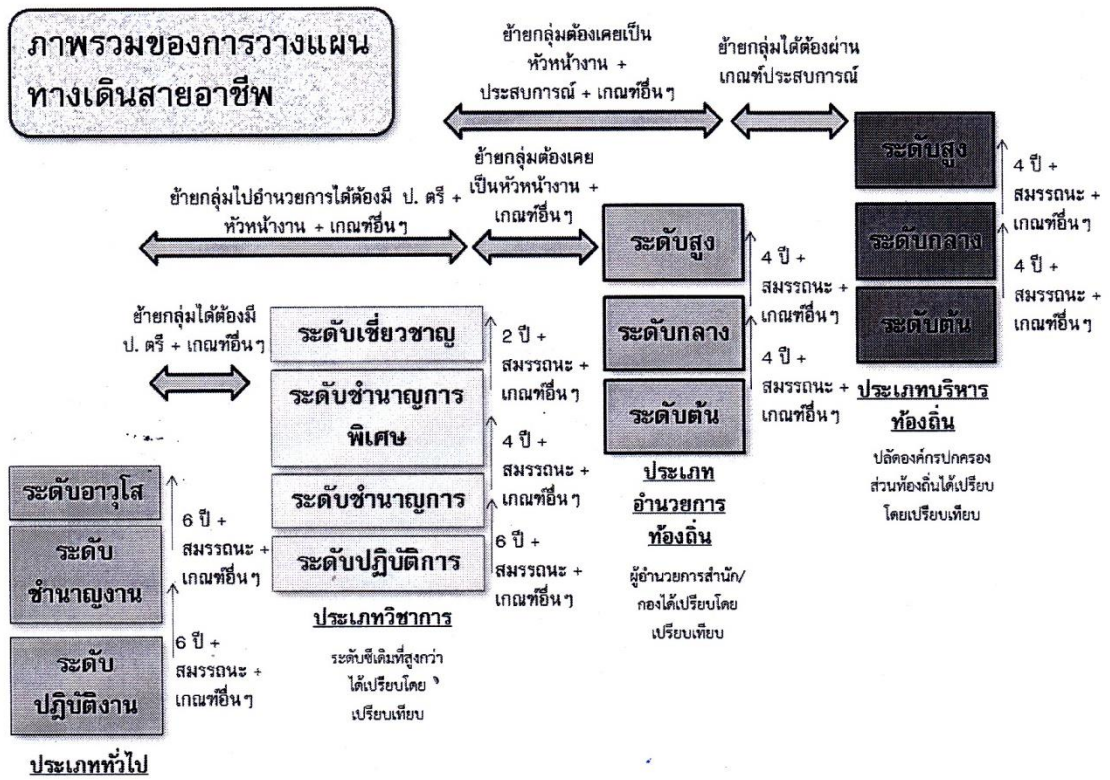 ภาพรวมของการวางแผน
ทางเดินสายอาชีพ
ย้ายกลุ่มต้องเคยเป็น
หัวหน้างาน +
ประสบการณ์ + เกณฑ์อื่นๆ
ย้ายกลุ่มได้ต้องผ่าน
เกณฑ์ประสบการณ์
ย้ายกลุ่มไปอำนวยการได้ต้องมี ป. ตรี +
หัวหน้างาน + เกณฑ์อื่นๆ
ย้ายกลุ่มต้องเคย
เป็นหัวหน้างาน +
เกณฑ์อื่นๆ
ย้ายกลุ่มได้ต้องมี
ป. ตรี + เกณฑ์อื่นๆ
ระดับอาวุโส
6 ปี +
สมรรถนะ +
เกณฑ์อื่นๆ
ระดับ
ชำนาญงาน
6 ปี +
สมรรถนะ +
เกณฑ์อื่นๆ
ระดับ
ปฏิบัติงาน
ประเภททั่วไป
ระดับเชี่ยวชาญ
2 ปี +
สมรรถนะ +
เกณฑ์อื่นๆ
ระดับชำนาญการ
พิเศษ
4 ปี +
สมรรถนะ +
เกณฑ์อื่นๆ
ระดับชำนาญการ
6 ปี +
สมรรถนะ +
เกณฑ์อื่นๆ
ระดับปฏิบัติการ
ประเภทวิชาการ
ระดับซีเดิมที่สูงกว่า
ได้เปรียบโดย
เปรียบเทียบ
ระดับสูง
4 ปี +
สมรรถนะ +
เกณฑ์อื่นๆ
ระดับกลาง
4 ปี +
สมรรถนะ +
เกณฑ์อื่นๆ
ระดับต้น
ประเภท
อำนวยการ
ท้องถิ่น
ผู้อำนวยการสำนัก/
กองได้เปรียบโดย
เปรียบเทียบ
ระดับสูง
4 ปี +
สมรรถนะ +
เกณฑ์อื่นๆ
ระดับกลาง
4 ปี +
สมรรถนะ +
เกณฑ์อื่นๆ
ระดับต้น
ประเภทบริหาร
ท้องถิ่น
ปลัดองค์กรปกครอง
ส่วนท้องถิ่นได้เปรียบ
โดยเปรียบเทียบ